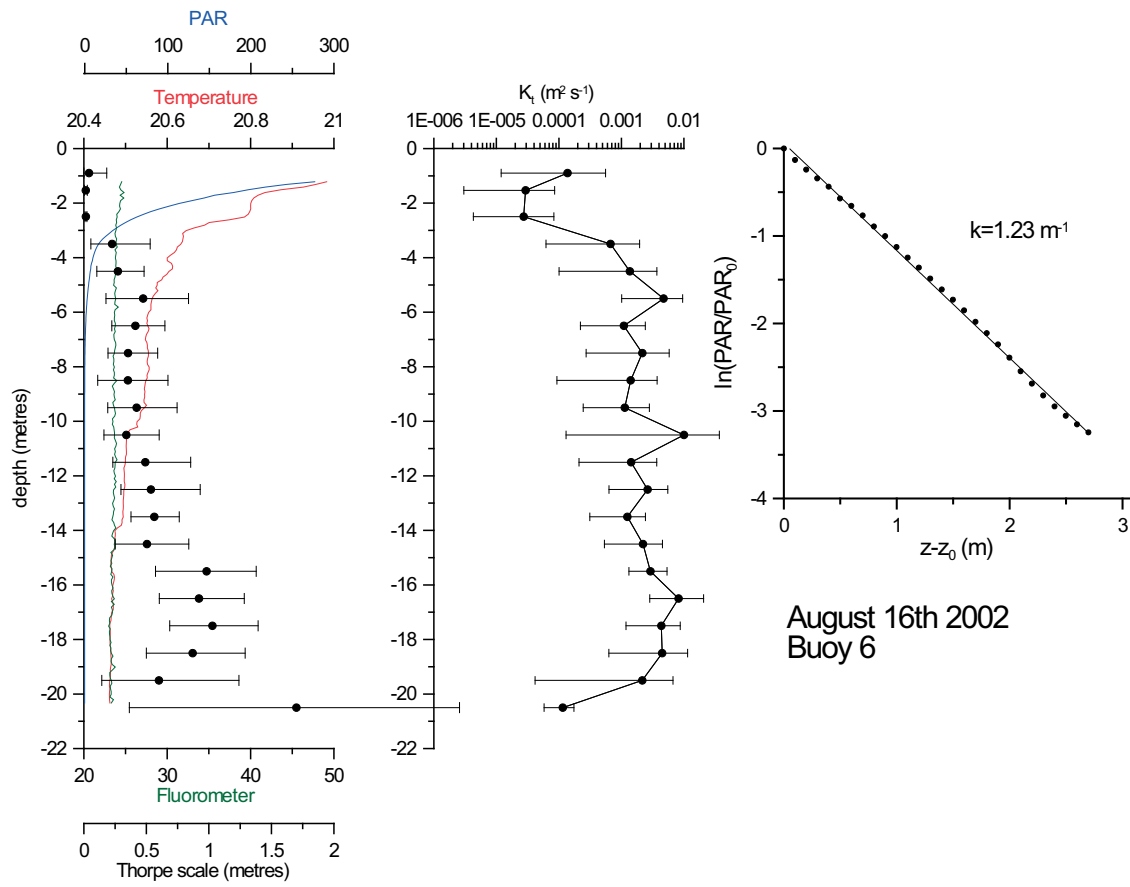 PAR
0 100 200 300
Temperature
20.4 20.6 20.8 21
0
-2
-4
-6
-8
-10
-12
-14
-16
-18
-20
-22
depth (metres)
20 30 40 50
Fluorometer
0 0.5 1 1.5 2
Thorpe scale (metres)
Kt (m² s⁻¹)
1E-006 1E-005 0.0001 0.001 0.01
0
-2
-4
-6
-8
-10
-12
-14
-16
-18
-20
-22
0
-1
-2
-3
-4
ln(PAR/PAR₀)
k=1.23 m⁻¹
0 1 2 3
z-z₀ (m)
August 16th 2002
Buoy 6